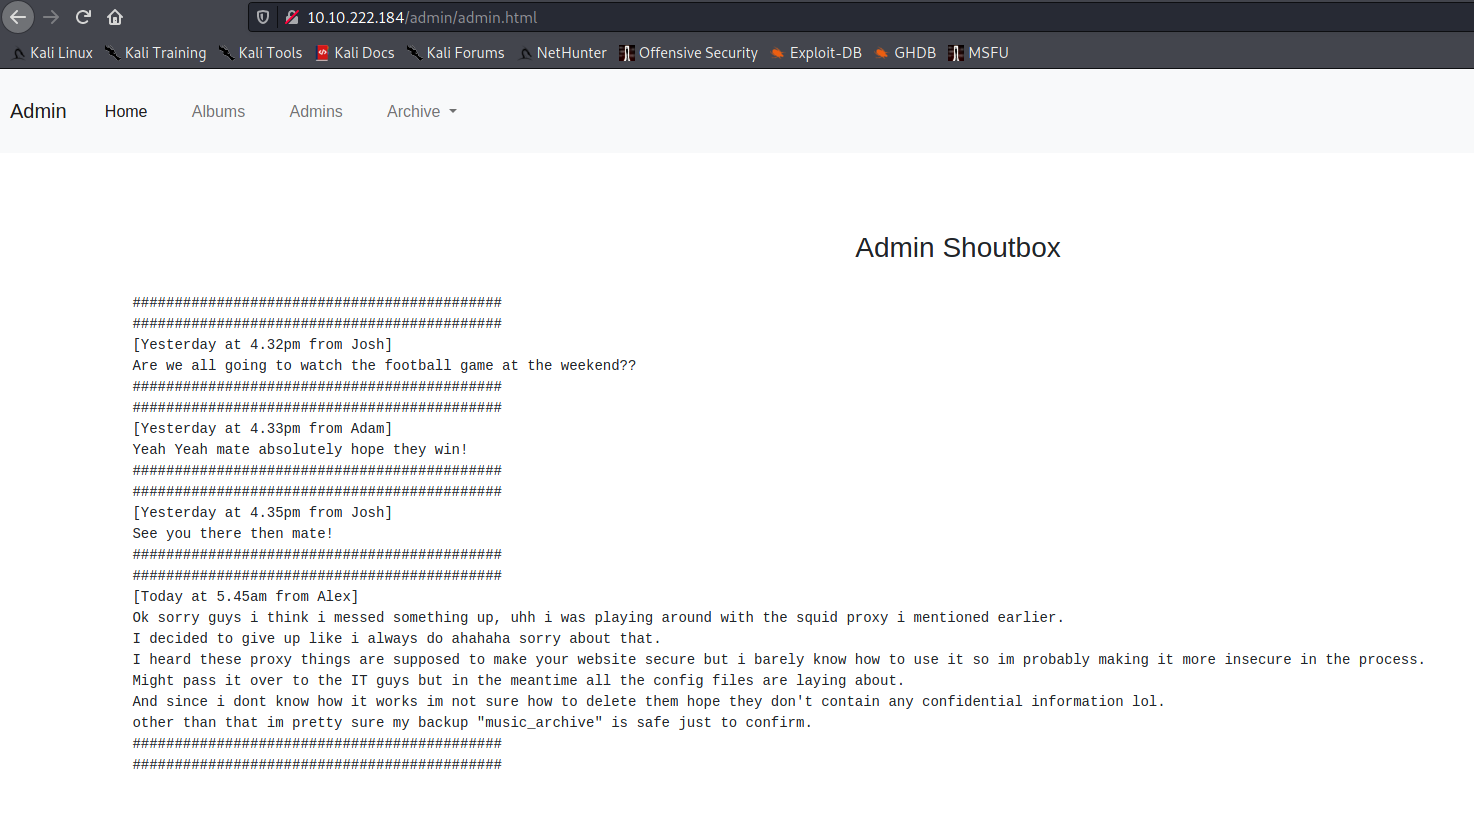 10.10.222.184/admin/admin.html
Kali Linux Kali Training Kali Tools Kali Docs Kali Forums NetHunter Offensive Security Exploit-DB GHDB MSFU
Admin Home Albums Admins Archive
Admin Shoutbox
############################################
############################################
[Yesterday at 4.32pm from Josh]
Are we all going to watch the football game at the weekend??
############################################
############################################
[Yesterday at 4.33pm from Adam]
Yeah Yeah mate absolutely hope they win!
############################################
############################################
[Yesterday at 4.35pm from Josh]
See you there then mate!
############################################
############################################
[Today at 5.45am from Alex]
Ok sorry guys i think i messed something up, uhh i was playing around with the squid proxy i mentioned earlier.
I decided to give up like i always do ahahaha sorry about that.
I heard these proxy things are supposed to make your website secure but i barely know how to use it so im probably making it more insecure in the process.
Might pass it over to the IT guys but in the meantime all the config files are laying about.
And since i dont know how it works im not sure how to delete them hope they don't contain any confidential information lol.
other than that im pretty sure my backup "music_archive" is safe just to confirm.
############################################
############################################